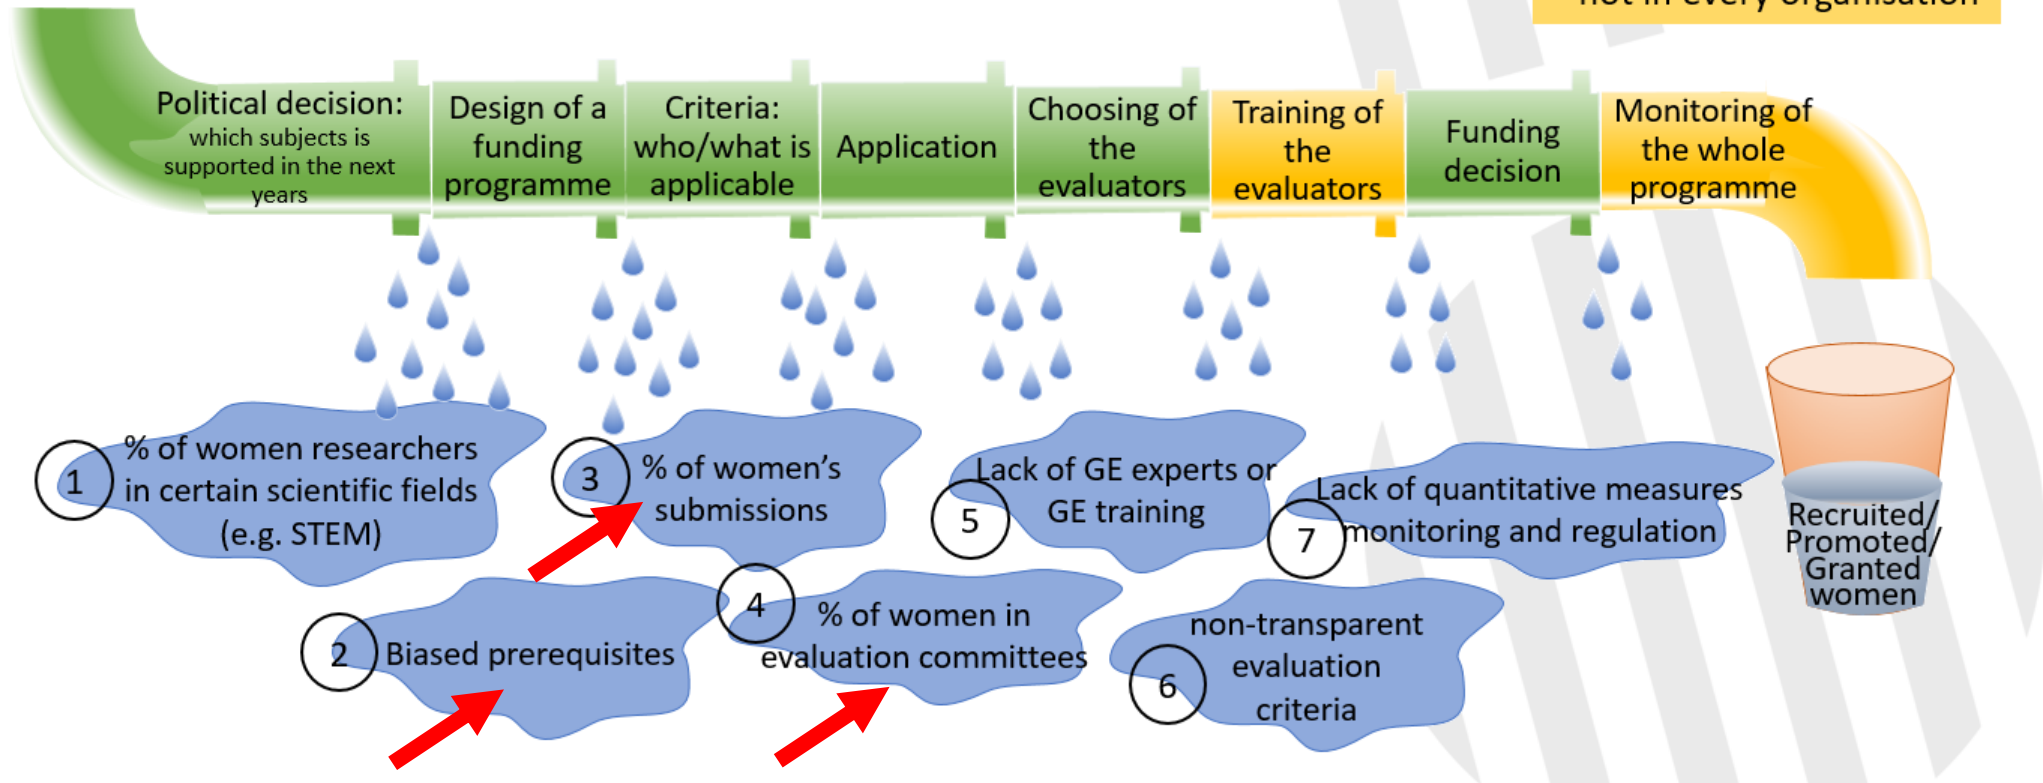 not in every organisation
Political decision:
which subjects is
supported in the next
years
Design of a
funding
programme
Criteria:
who/what is
applicable
Application
Choosing of
the
evaluators
Training of
the
evaluators
Funding
decision
Monitoring of
the whole
programme
1
% of women researchers
in certain scientific fields
(e.g. STEM)
2
Biased prerequisites
3
% of women’s
submissions
4
% of women in
evaluation committees
5
Lack of GE experts or
GE training
6
non-transparent
evaluation
criteria
7
Lack of quantitative measures
monitoring and regulation
Recruited/
Promoted/
Granted
women